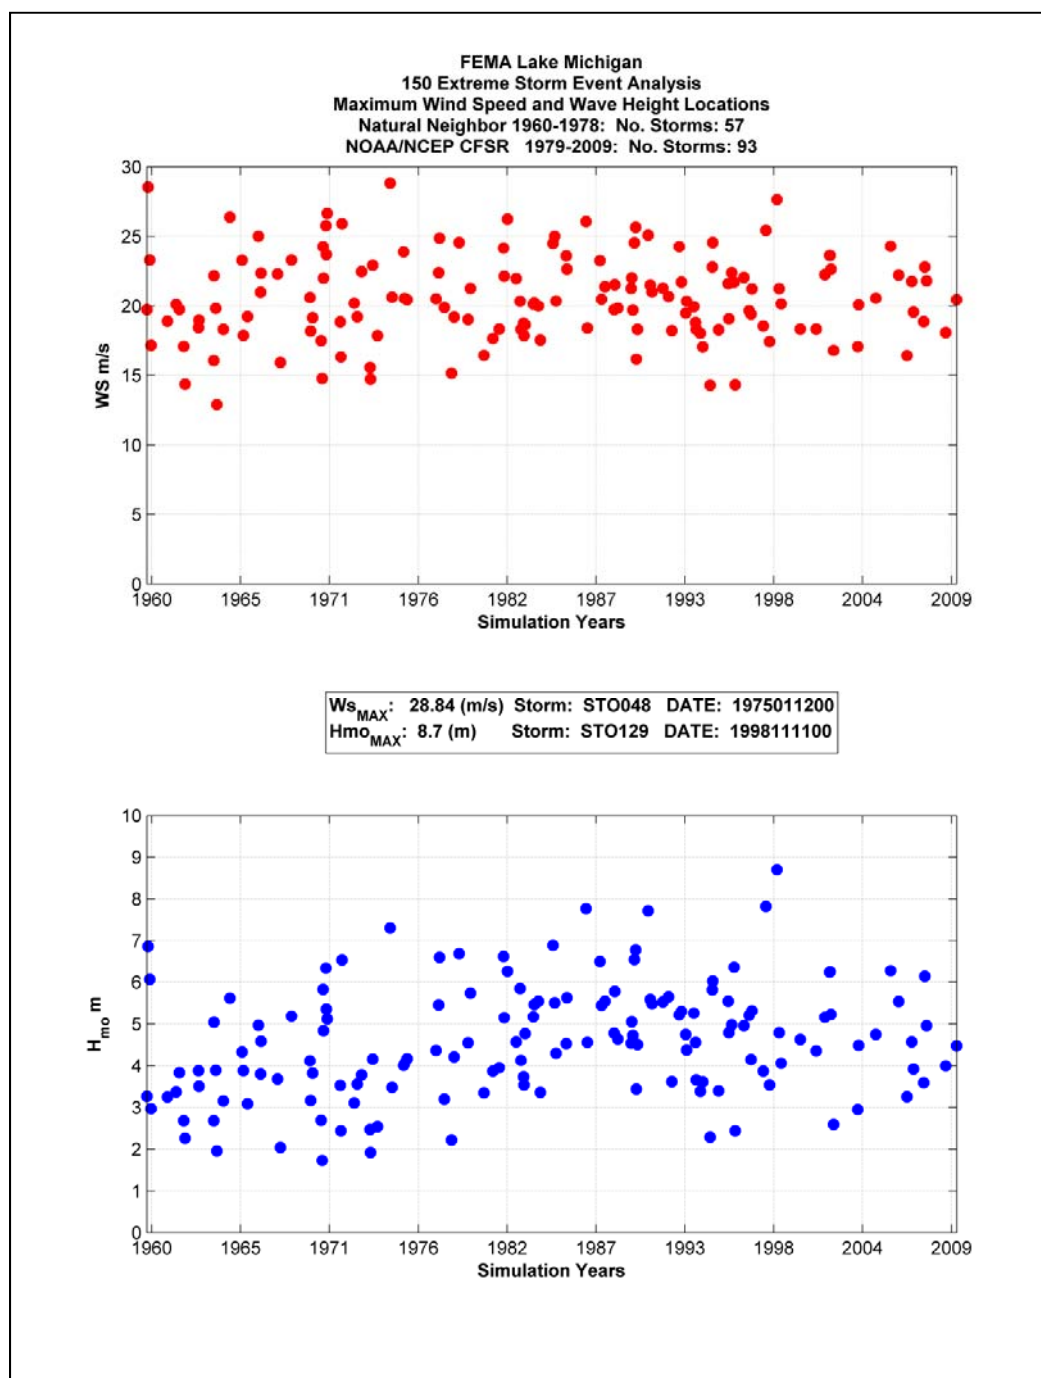 FEMA Lake Michigan
150 Extreme Storm Event Analysis
Maximum Wind Speed and Wave Height Locations
Natural Neighbor 1960-1978: No. Storms: 57
NOAA/NCEP CFSR 1979-2009: No. Storms: 93
30
25
20
15
10
5
0
WS m/s
1960 1965 1971 1976 1982 1987 1993 1998 2004 2009
Simulation Years
WsMAX: 28.84 (m/s) Storm: STO048 DATE: 1975011200
HmoMAX: 8.7 (m) Storm: STO129 DATE: 1998111100
10
9
8
7
6
5
4
3
2
1
0
Hmo m
1960 1965 1971 1976 1982 1987 1993 1998 2004 2009
Simulation Years